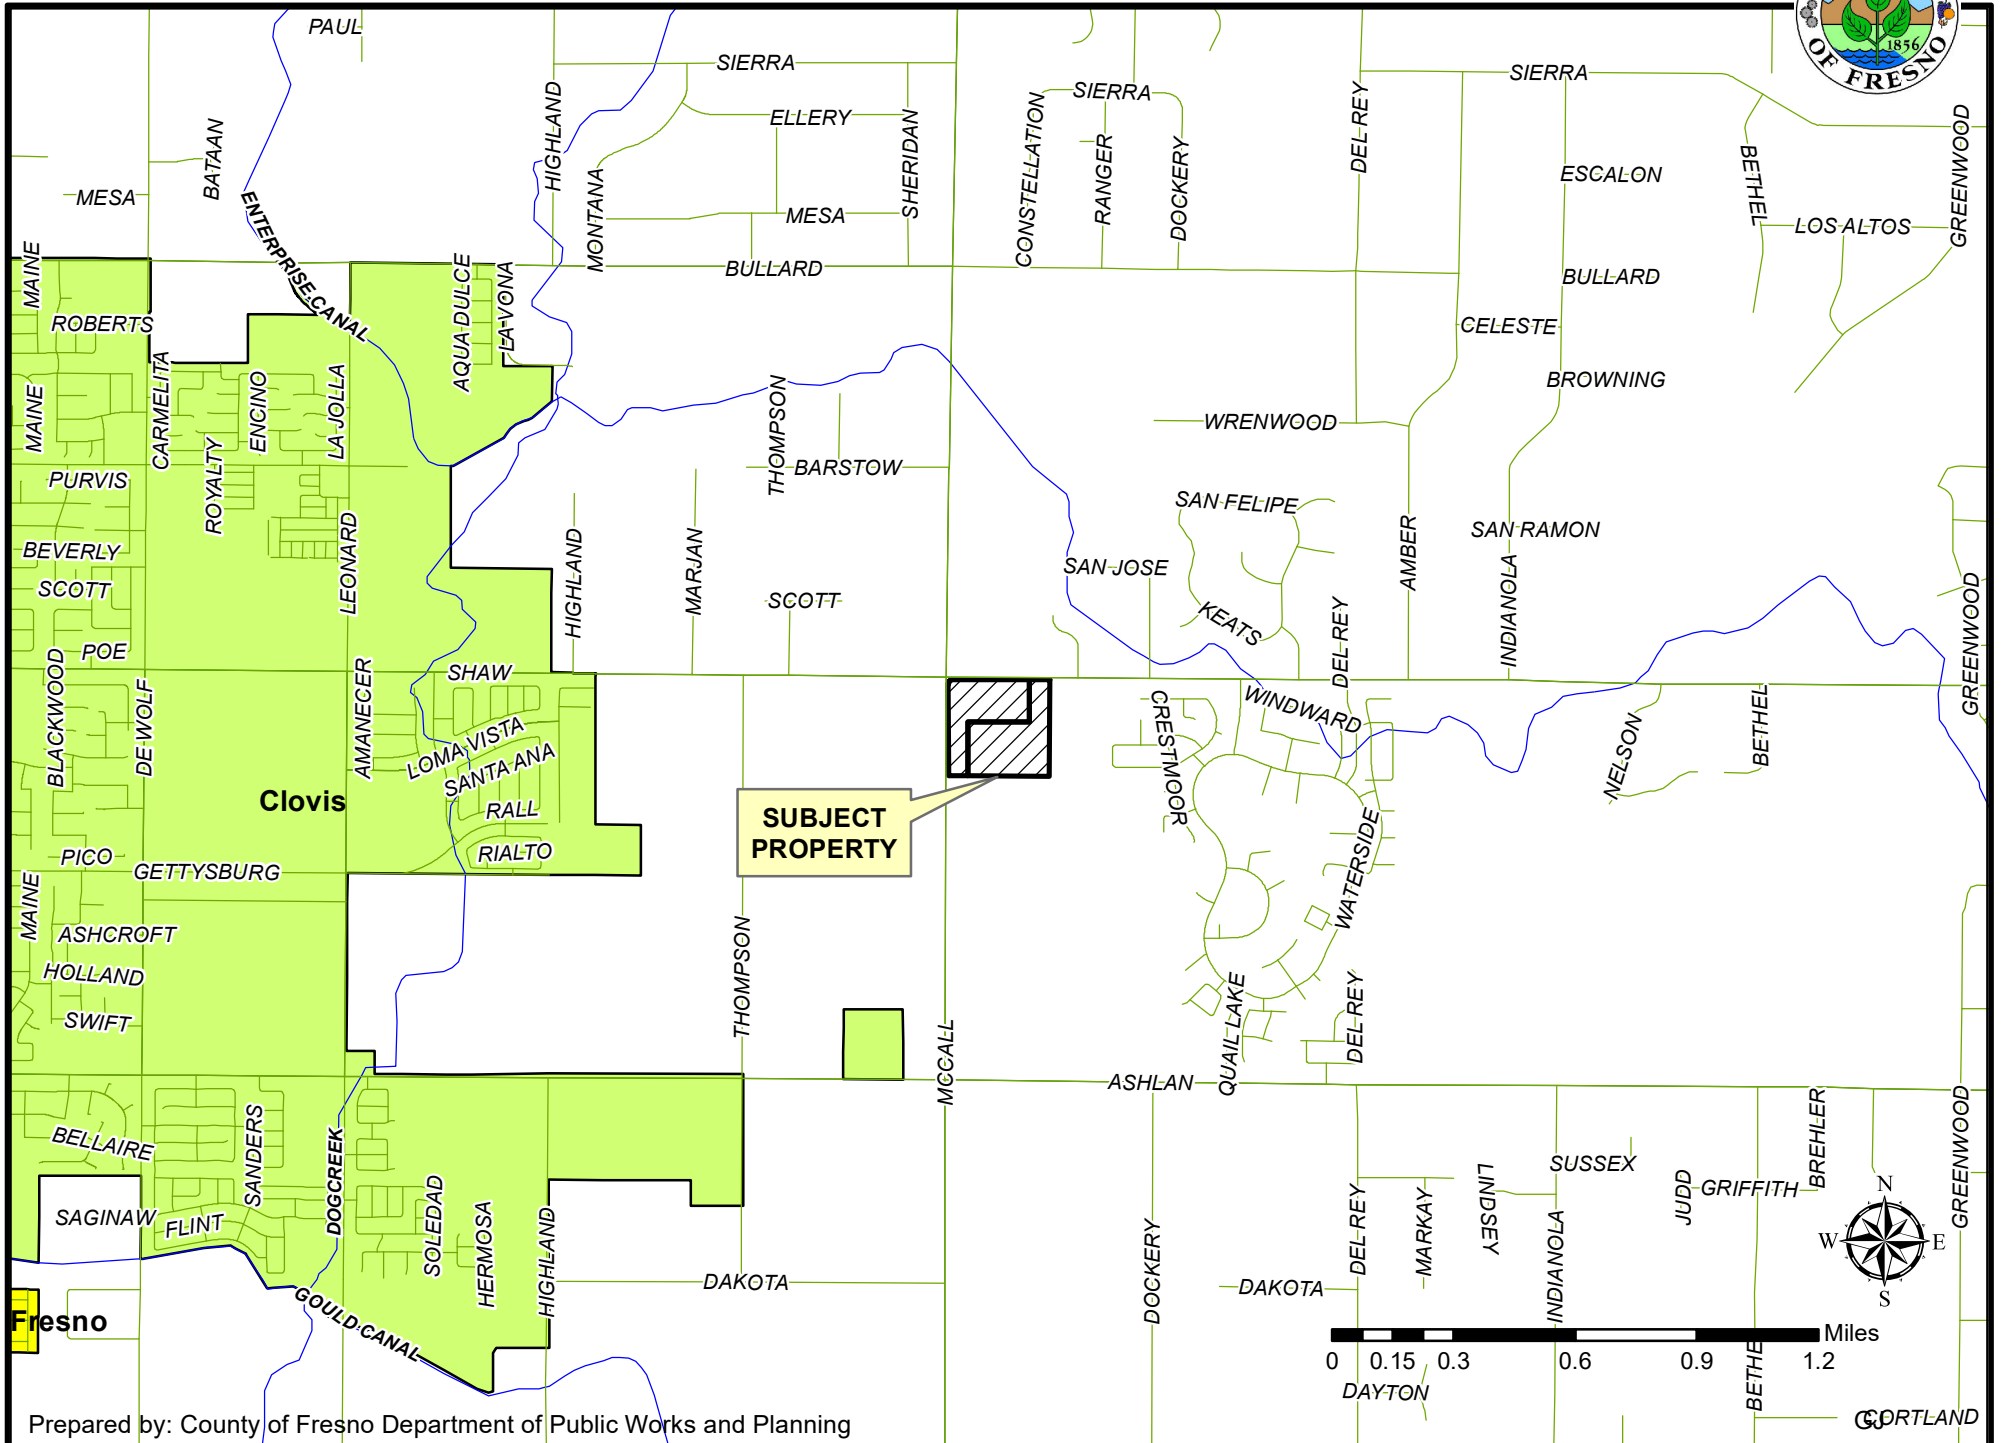 PAUL
SIERRA
SIERRA
SIERRA
1856
OF FRESNO
ELLERY
BATAAN
HIGHLAND
MONTANA
SHERIDAN
CONSTELLATION
RANGER
DOCKERY
DEL REY
ESCALON
BETHEL
LOS ALTOS
GREENWOOD
MESA
MESA
ENTERPRISE CANAL
MAINE
ROBERTS
AQUA DULCE
LA VONA
BULLARD
BULLARD
CELESTE
BROWNING
MAINE
CARMELITA
ENCINO
LA JOLLA
ROYALTY
THOMPSON
BARSTOW
WRENWOOD
PURVIS
BEVERLY
SCOTT
POE
LEONARD
HIGHLAND
MARJAN
SCOTT
SAN FELIPE
SAN JOSE
KEATS
AMBER
SAN RAMON
INDIANOLA
DEL REY
GREENWOOD
SHAW
BLACKWOOD
DE WOLF
AMANECER
LOMA VISTA
SANTA ANA
RALL
RIALTO
Clovis
SUBJECT
PROPERTY
CRESTMOOR
WINDWARD
WATERSIDE
NELSON
BETHEL
PICO
GETTYSBURG
MAINE
ASHCROFT
HOLLAND
SWIFT
THOMPSON
MCCALL
QUAIL LAKE
DEL REY
ASHLAN
BELLAIRE
SANDERS
DOGCREEK
SOLEDAD
HERMOSA
HIGHLAND
SAGINAW
FLINT
GOULD CANAL
DAKOTA
DOCKERY
DAKOTA
DEL REY
MARKAY
LINDSEY
SUSSEX
INDIANOLA
JUDD
GRIFFITH
BREHLER
GREENWOOD
N
W
E
S
Fresno
Miles
0 0.15 0.3 0.6 0.9 1.2
BETHE
DAYTON
Prepared by: County of Fresno Department of Public Works and Planning
GJ
CORTLAND